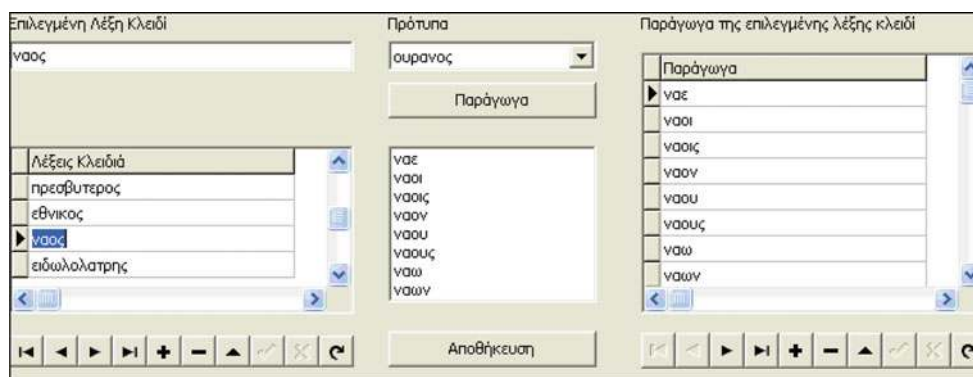 Επιλεγμένη Λέξη Κλειδί
ναος
Λέξεις Κλειδιά
πρεσβυτερος
εθνικος
ναος
ειδωλολατρης
Πρότυπα
ουρανος
Παράγωγα
ναε
ναοι
ναοις
ναον
ναου
ναους
ναω
ναων
Αποθήκευση
Παράγωγα της επιλεγμένης λέξης κλειδί
Παράγωγα
ναε
ναοι
ναοις
ναον
ναου
ναους
ναω
ναων